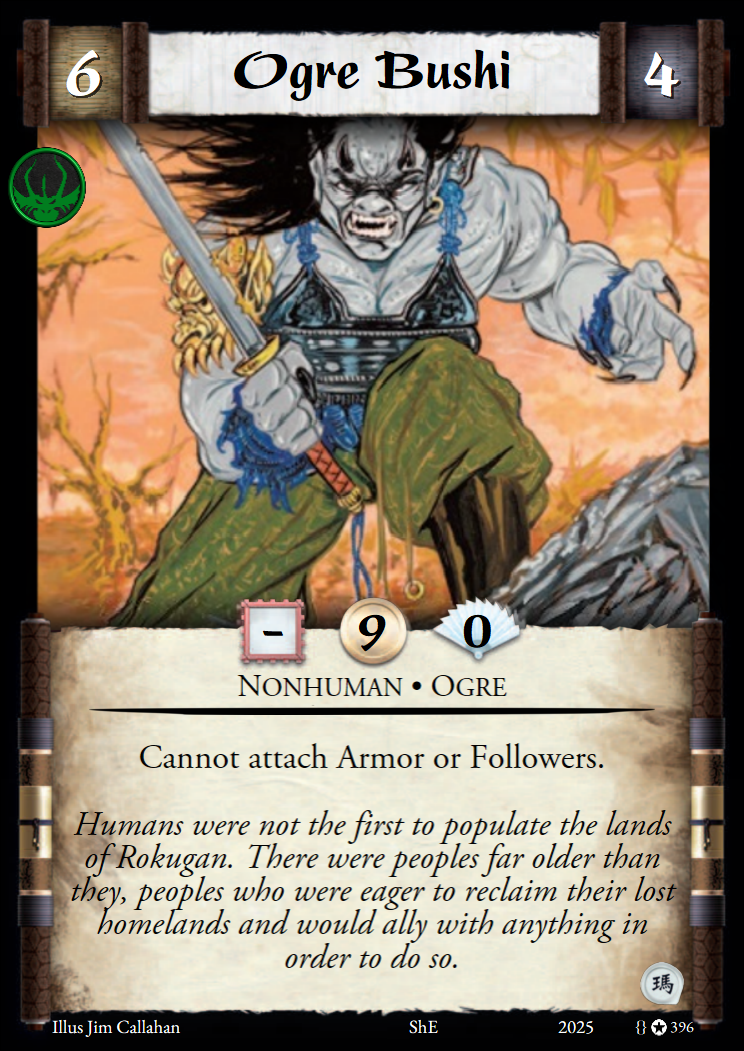 6
Ogre Bushi
4
-
9
0
Nonhuman • Ogre
Cannot attach Armor or Followers.
Humans were not the first to populate the lands
of Rokugan. There were peoples far older than
they, peoples who were eager to reclaim their lost
homelands and would ally with anything in
order to do so.
瑪
Illus Jim Callahan
ShE
2025
{} ✪ 396